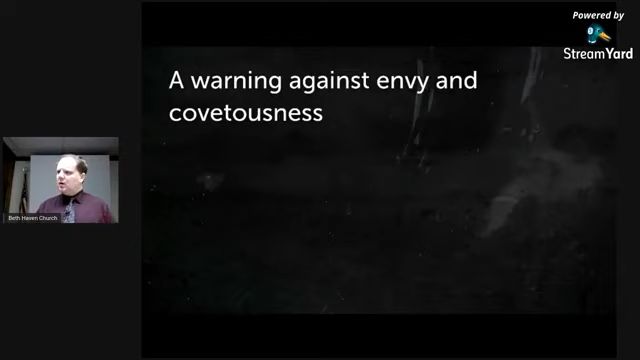 Powered by
StreamYard
A warning against envy and
covetousness
Beth Haven Church